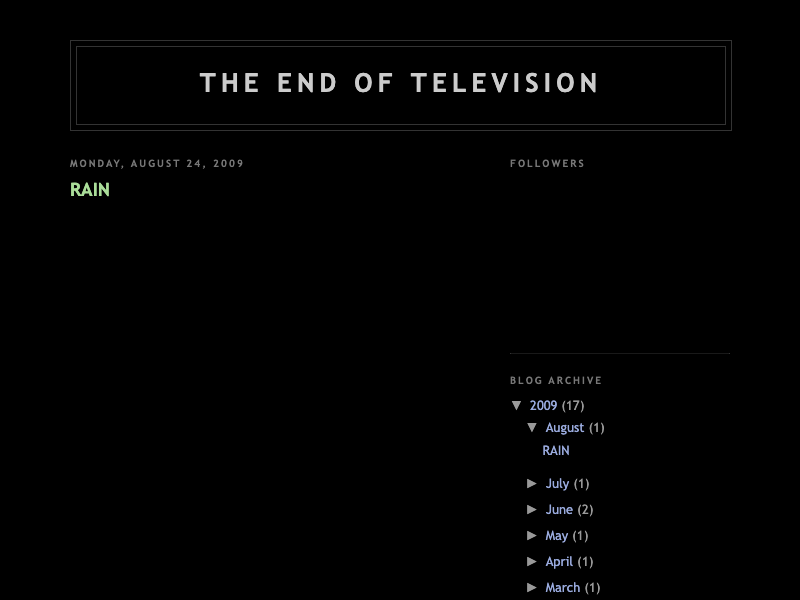 THE END OF TELEVISION
MONDAY, AUGUST 24, 2009
RAIN
FOLLOWERS
BLOG ARCHIVE
▼ 2009 (17)
▼ August (1)
RAIN
► July (1)
► June (2)
► May (1)
► April (1)
► March (1)